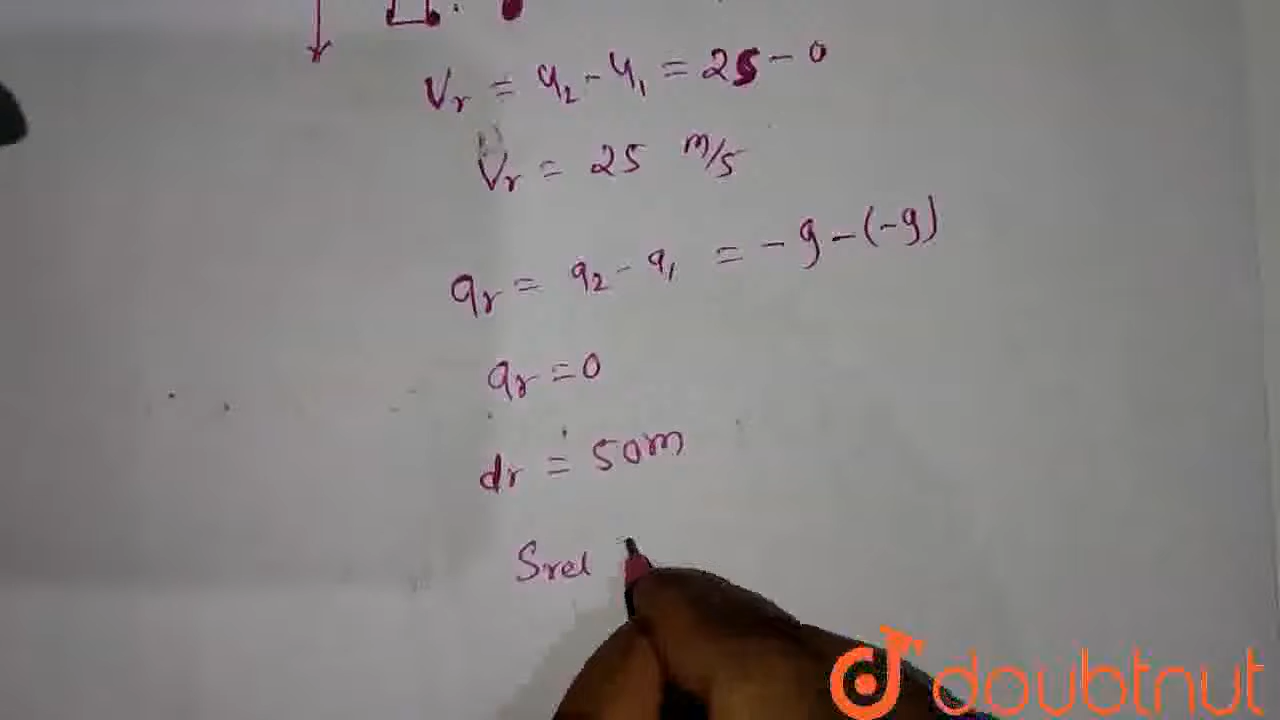 Vr = u2 - u1 = 25 - 0
Vr = 25 m/s
ar = a2 - a1 = -g - (-g)
ar = 0
dr = 50m
Srel
doubtnut